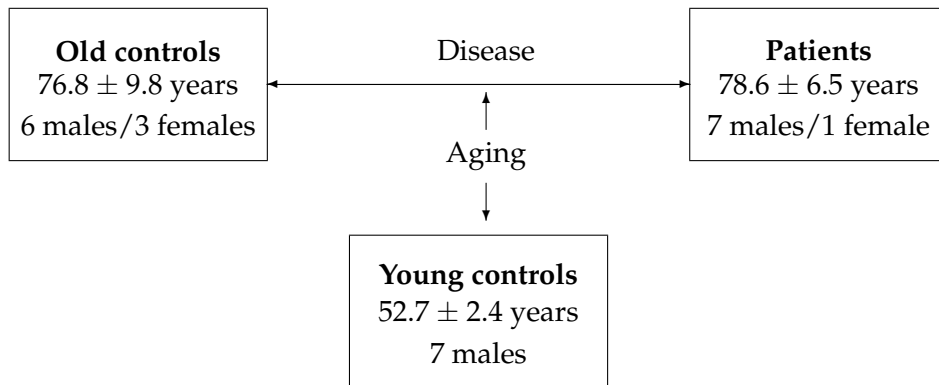 Old controls
76.8 ± 9.8 years
6 males/3 females
Disease
Patients
78.6 ± 6.5 years
7 males/1 female
Aging
Young controls
52.7 ± 2.4 years
7 males